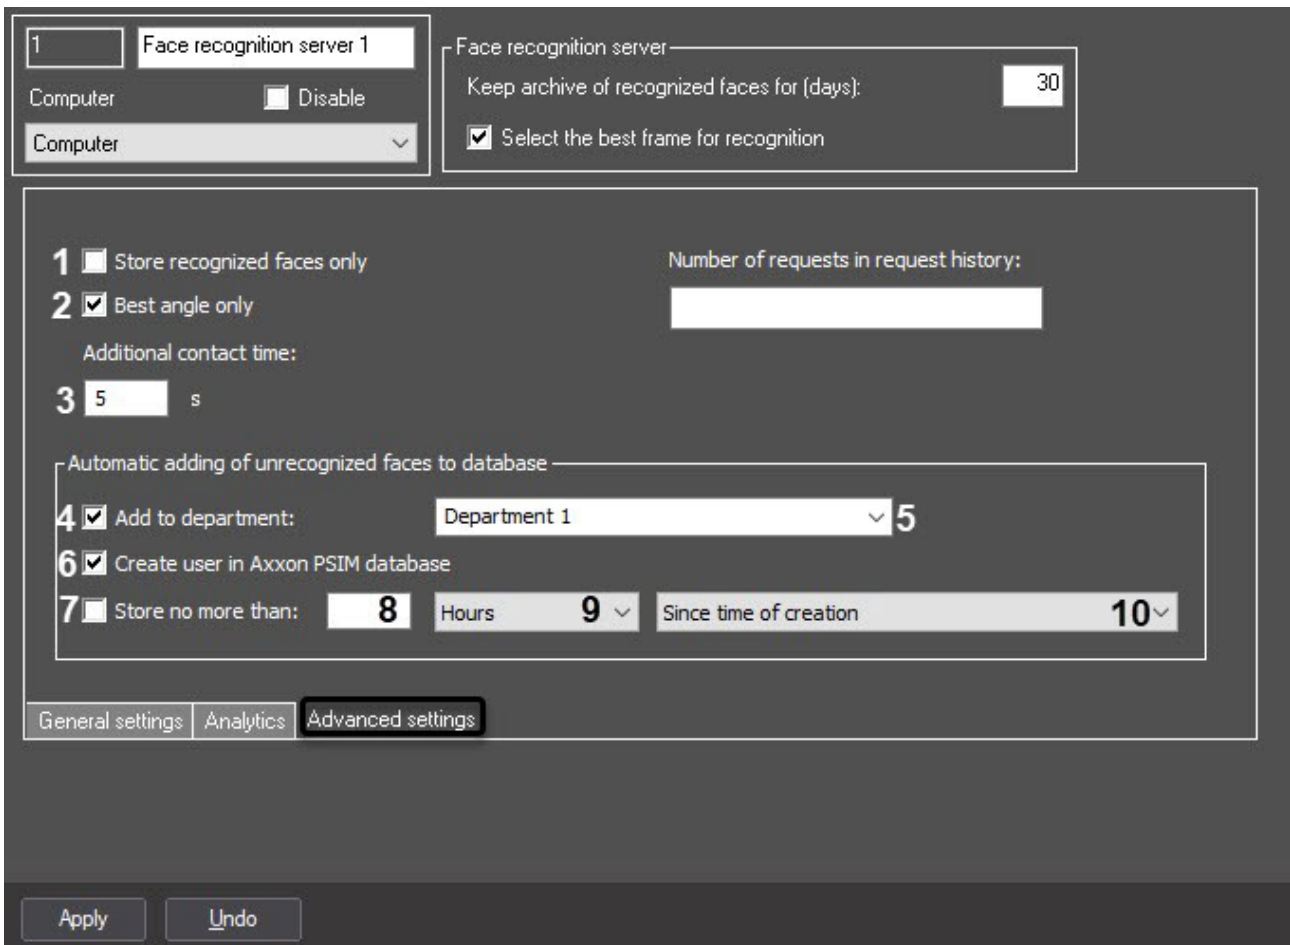 1 Face recognition server 1
Computer Disable
Computer
Face recognition server
Keep archive of recognized faces for (days): 30
Select the best frame for recognition
1 Store recognized faces only
2 Best angle only
Additional contact time:
3 5 s
Number of requests in request history:
Automatic adding of unrecognized faces to database
4 Add to department: Department 1 5
6 Create user in Axxon PSIM database
7 Store no more than: 8 Hours 9 Since time of creation 10
General settings Analytics Advanced settings
Apply Undo